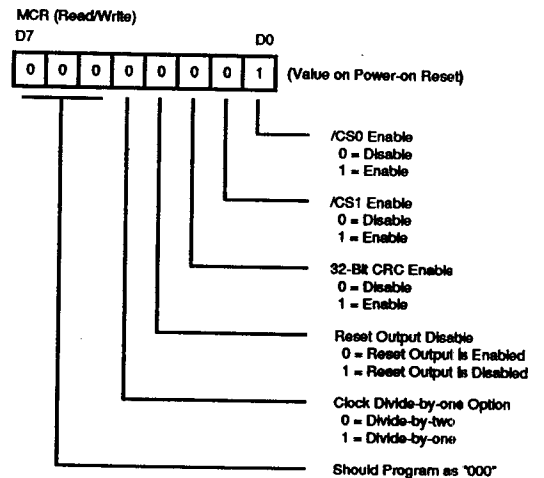 MCR (Read/Write)
D7 D0
0 0 0 0 0 0 0 1 (Value on Power-on Reset)
/CS0 Enable
0 = Disable
1 = Enable
/CS1 Enable
0 = Disable
1 = Enable
32-Bit CRC Enable
0 = Disable
1 = Enable
Reset Output Disable
0 = Reset Output Is Enabled
1 = Reset Output Is Disabled
Clock Divide-by-one Option
0 = Divide-by-two
1 = Divide-by-one
Should Program as "000"